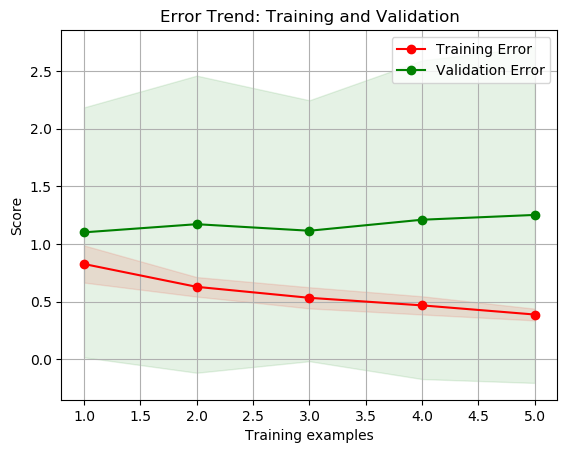 Error Trend: Training and Validation
Training Error
Validation Error
Score
2.5
2.0
1.5
1.0
0.5
0.0
1.0 1.5 2.0 2.5 3.0 3.5 4.0 4.5 5.0
Training examples